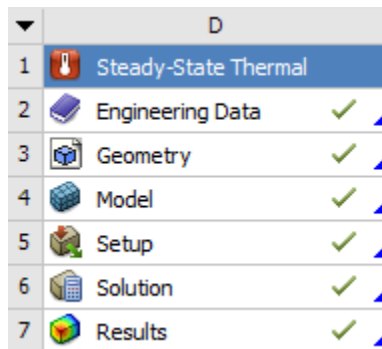 D
1 Steady-State Thermal
2 Engineering Data
3 Geometry
4 Model
5 Setup
6 Solution
7 Results